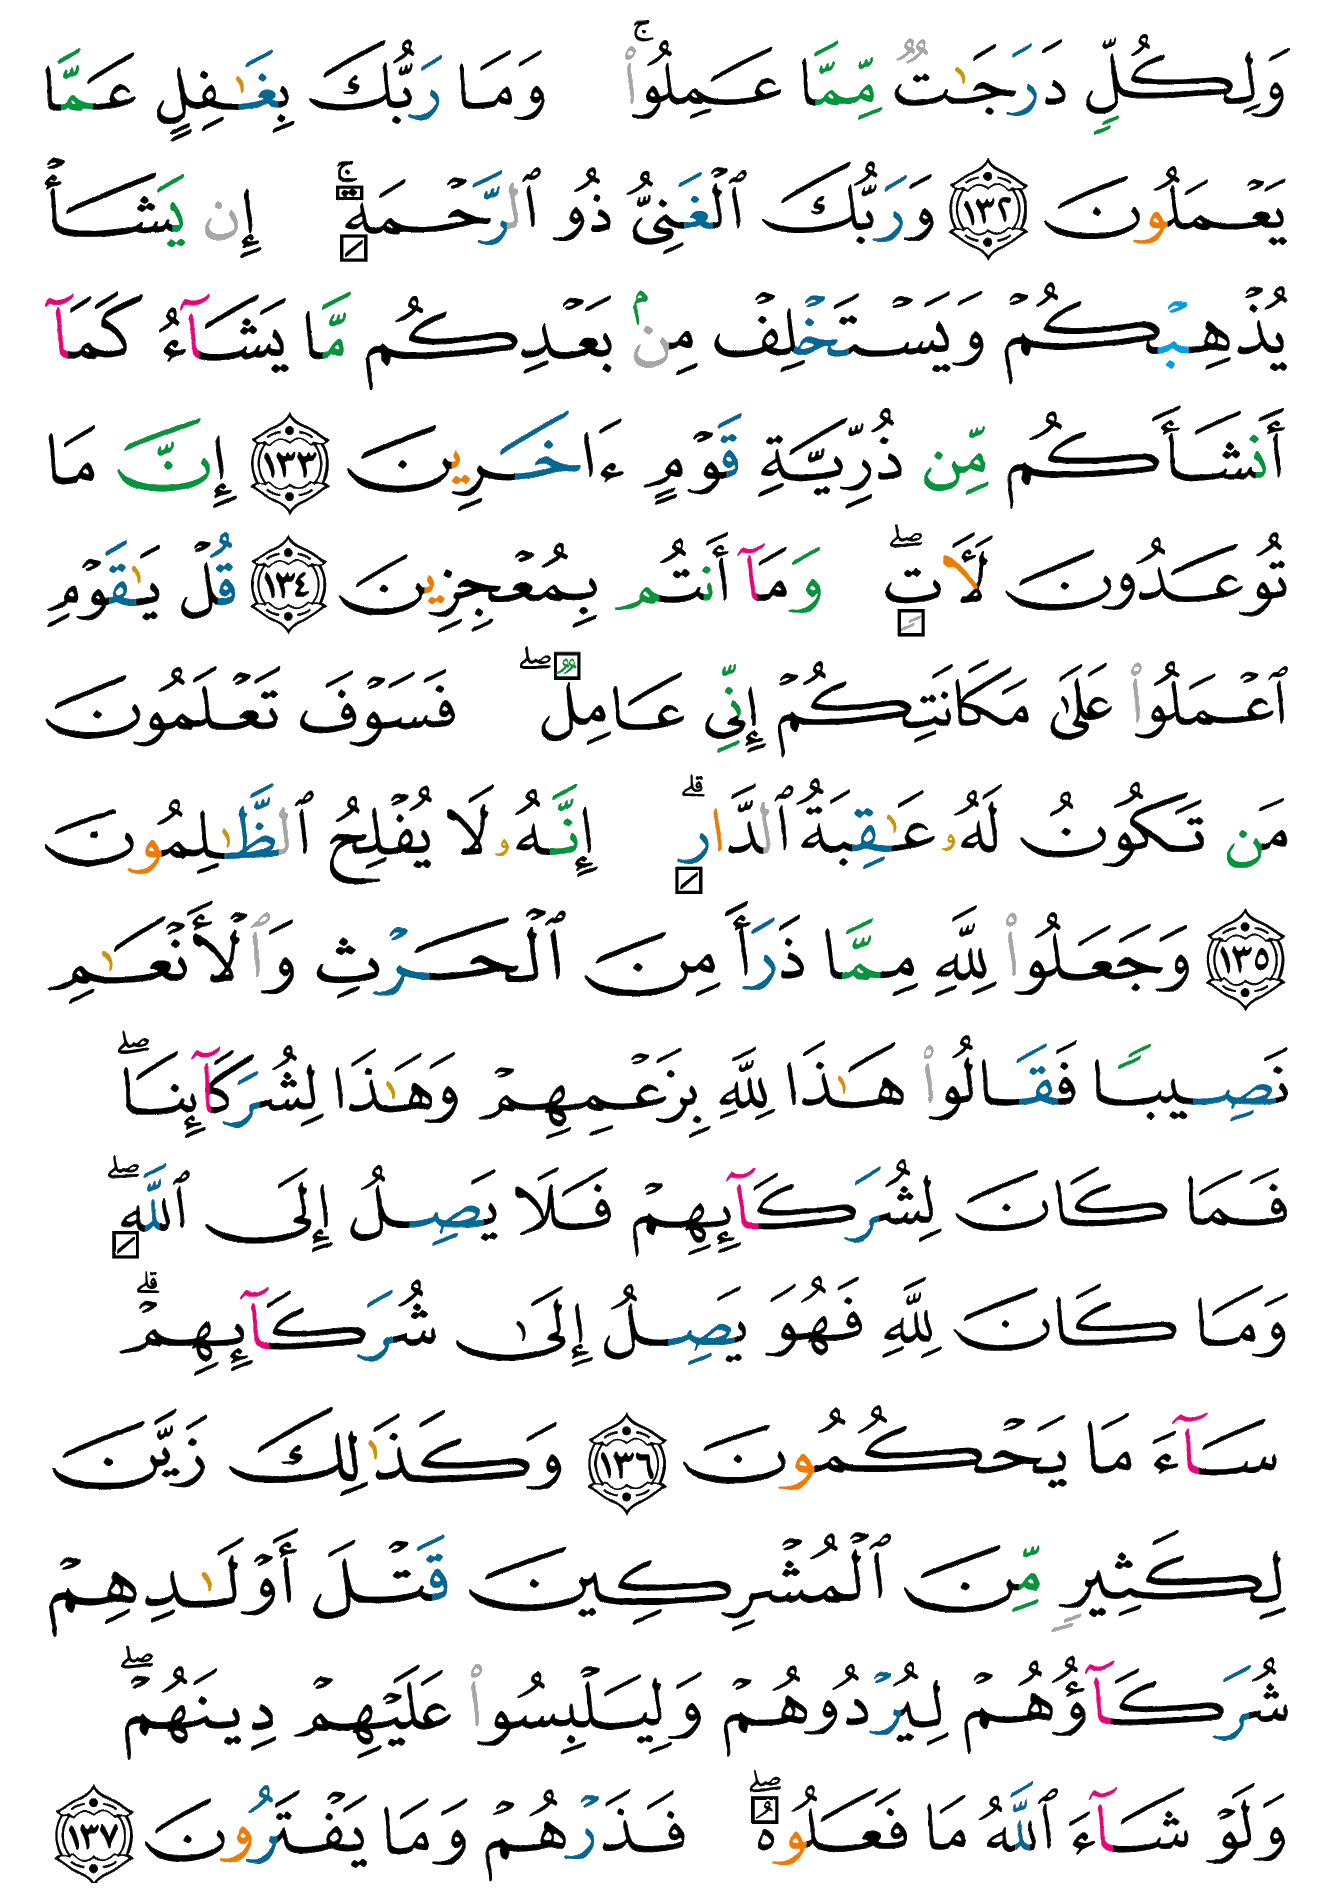 وَلِكُلٍّ دَرَجَـٰتٌ مِّمَّا عَمِلُوا۟ ۚ وَمَا رَبُّكَ بِغَـٰفِلٍ عَمَّا
يَعْمَلُونَ ١٣٢ وَرَبُّكَ ٱلْغَنِىُّ ذُو ٱلرَّحْمَةِ ۚ إِن يَشَأْ
يُذْهِبْكُمْ وَيَسْتَخْلِفْ مِنۢ بَعْدِكُم مَّا يَشَآءُ كَمَآ
أَنشَأَكُم مِّن ذُرِّيَّةِ قَوْمٍ ءَاخَرِينَ ١٣٣ إِنَّ مَا
تُوعَدُونَ لَـَٔاتٍ ۖ وَمَآ أَنتُم بِمُعْجِزِينَ ١٣٤ قُلْ يَـٰقَوْمِ
ٱعْمَلُوا۟ عَلَىٰ مَكَانَتِكُمْ إِنِّى عَامِلٌ ۖ فَسَوْفَ تَعْلَمُونَ
مَن تَكُونُ لَهُۥ عَـٰقِبَةُ ٱلدَّارِ ۗ إِنَّهُۥ لَا يُفْلِحُ ٱلظَّـٰلِمُونَ
١٣٥ وَجَعَلُوا۟ لِلَّهِ مِمَّا ذَرَأَ مِنَ ٱلْحَرْثِ وَٱلْأَنْعَـٰمِ
نَصِيبًا فَقَالُوا۟ هَـٰذَا لِلَّهِ بِزَعْمِهِمْ وَهَـٰذَا لِشُرَكَآئِنَا ۖ
فَمَا كَانَ لِشُرَكَآئِهِمْ فَلَا يَصِلُ إِلَى ٱللَّهِ ۖ
وَمَا كَانَ لِلَّهِ فَهُوَ يَصِلُ إِلَىٰ شُرَكَآئِهِمْ ۗ
سَآءَ مَا يَحْكُمُونَ ١٣٦ وَكَذَٰلِكَ زَيَّنَ
لِكَثِيرٍ مِّنَ ٱلْمُشْرِكِينَ قَتْلَ أَوْلَـٰدِهِمْ
شُرَكَآؤُهُمْ لِيُرْدُوهُمْ وَلِيَلْبِسُوا۟ عَلَيْهِمْ دِينَهُمْ ۖ
وَلَوْ شَآءَ ٱللَّهُ مَا فَعَلُوهُ ۖ فَذَرْهُمْ وَمَا يَفْتَرُونَ ١٣٧